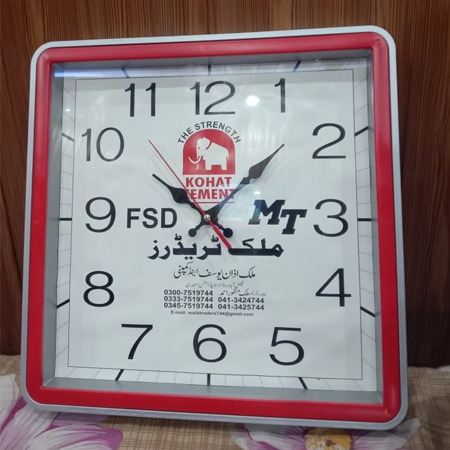 11 12 1
10 2
THE STRENGTH
KOHAT
CEMENT
9 FSD MT 3
ملک ٹریڈرز
ملک اذان یوسف اینڈ کمپنی
0300-7519744
0333-7519744 041-3424744
0345-7519744 041-3425744
E-mail: maliktraders744@gmail.com
8 4
7 6 5